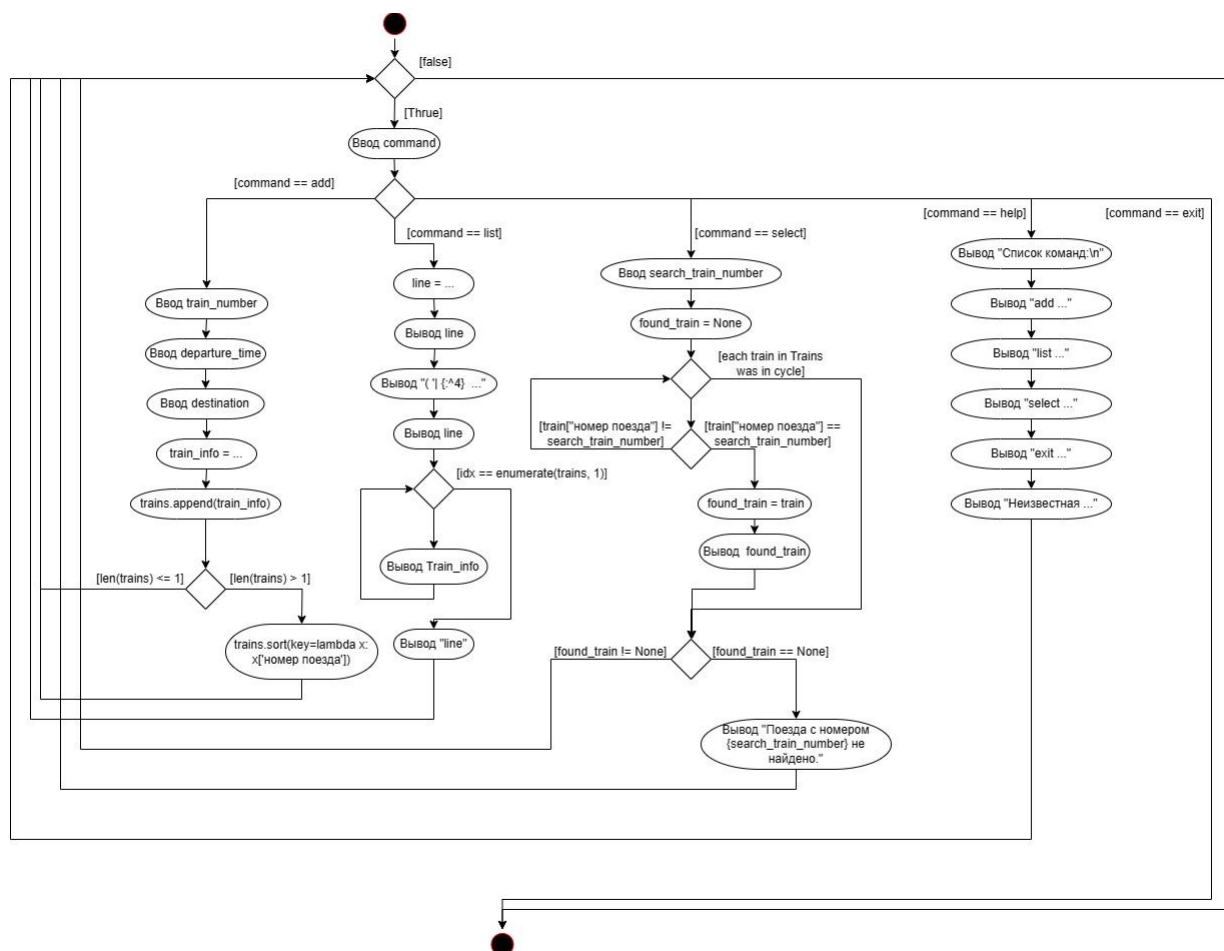 [false]
[Thrue]
Ввод command
[command == add]
[command == list]
[command == select]
[command == help]
[command == exit]
Ввод train_number
Ввод departure_time
Ввод destination
train_info = ...
trains.append(train_info)
[len(trains) <= 1]
[len(trains) > 1]
trains.sort(key=lambda x:
x['номер поезда'])
line = ...
Вывод line
Вывод "( '| {:^4} ..."
Вывод line
[idx == enumerate(trains, 1)]
Вывод Train_info
Вывод "line"
Ввод search_train_number
found_train = None
[each train in Trains
was in cycle]
[train["номер поезда"] !=
search_train_number]
[train["номер поезда"] ==
search_train_number]
found_train = train
Вывод found_train
[found_train != None]
[found_train == None]
Вывод "Поезда с номером
{search_train_number} не
найдено."
Вывод "Список команд:\n"
Вывод "add ..."
Вывод "list ..."
Вывод "select ..."
Вывод "exit ..."
Вывод "Неизвестная ..."